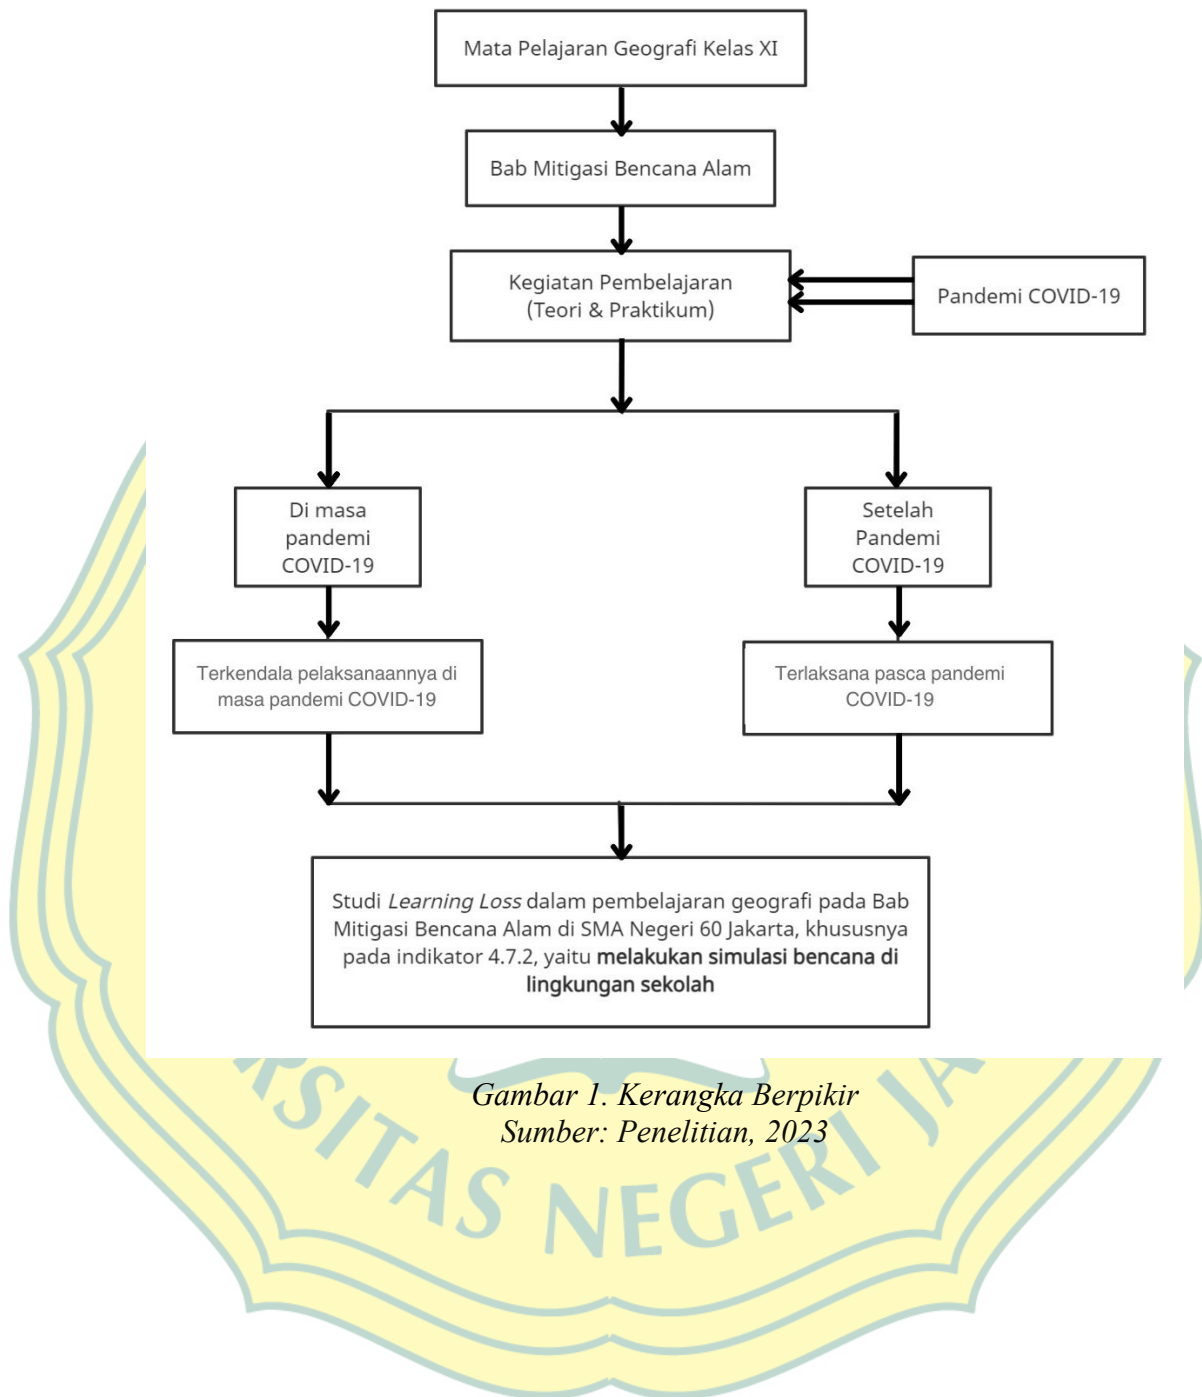 Mata Pelajaran Geografi Kelas XI
Bab Mitigasi Bencana Alam
Kegiatan Pembelajaran
(Teori & Praktikum)
Pandemi COVID-19
Di masa
pandemi
COVID-19
Setelah
Pandemi
COVID-19
Terkendala pelaksanaannya di
masa pandemi COVID-19
Terlaksana pasca pandemi
COVID-19
Studi Learning Loss dalam pembelajaran geografi pada Bab
Mitigasi Bencana Alam di SMA Negeri 60 Jakarta, khususnya
pada indikator 4.7.2, yaitu melakukan simulasi bencana di
lingkungan sekolah
Gambar 1. Kerangka Berpikir
Sumber: Penelitian, 2023
NEGERI